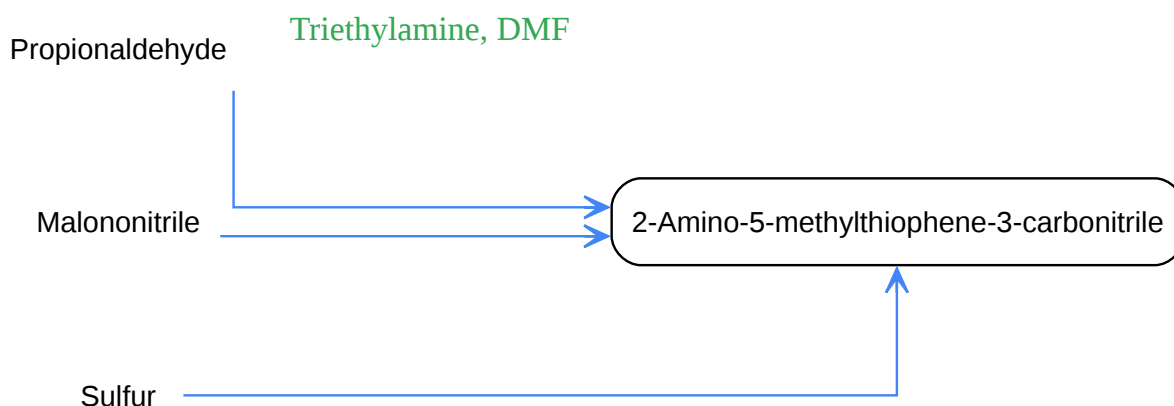 Triethylamine, DMF
Propionaldehyde
Malononitrile
2-Amino-5-methylthiophene-3-carbonitrile
Sulfur